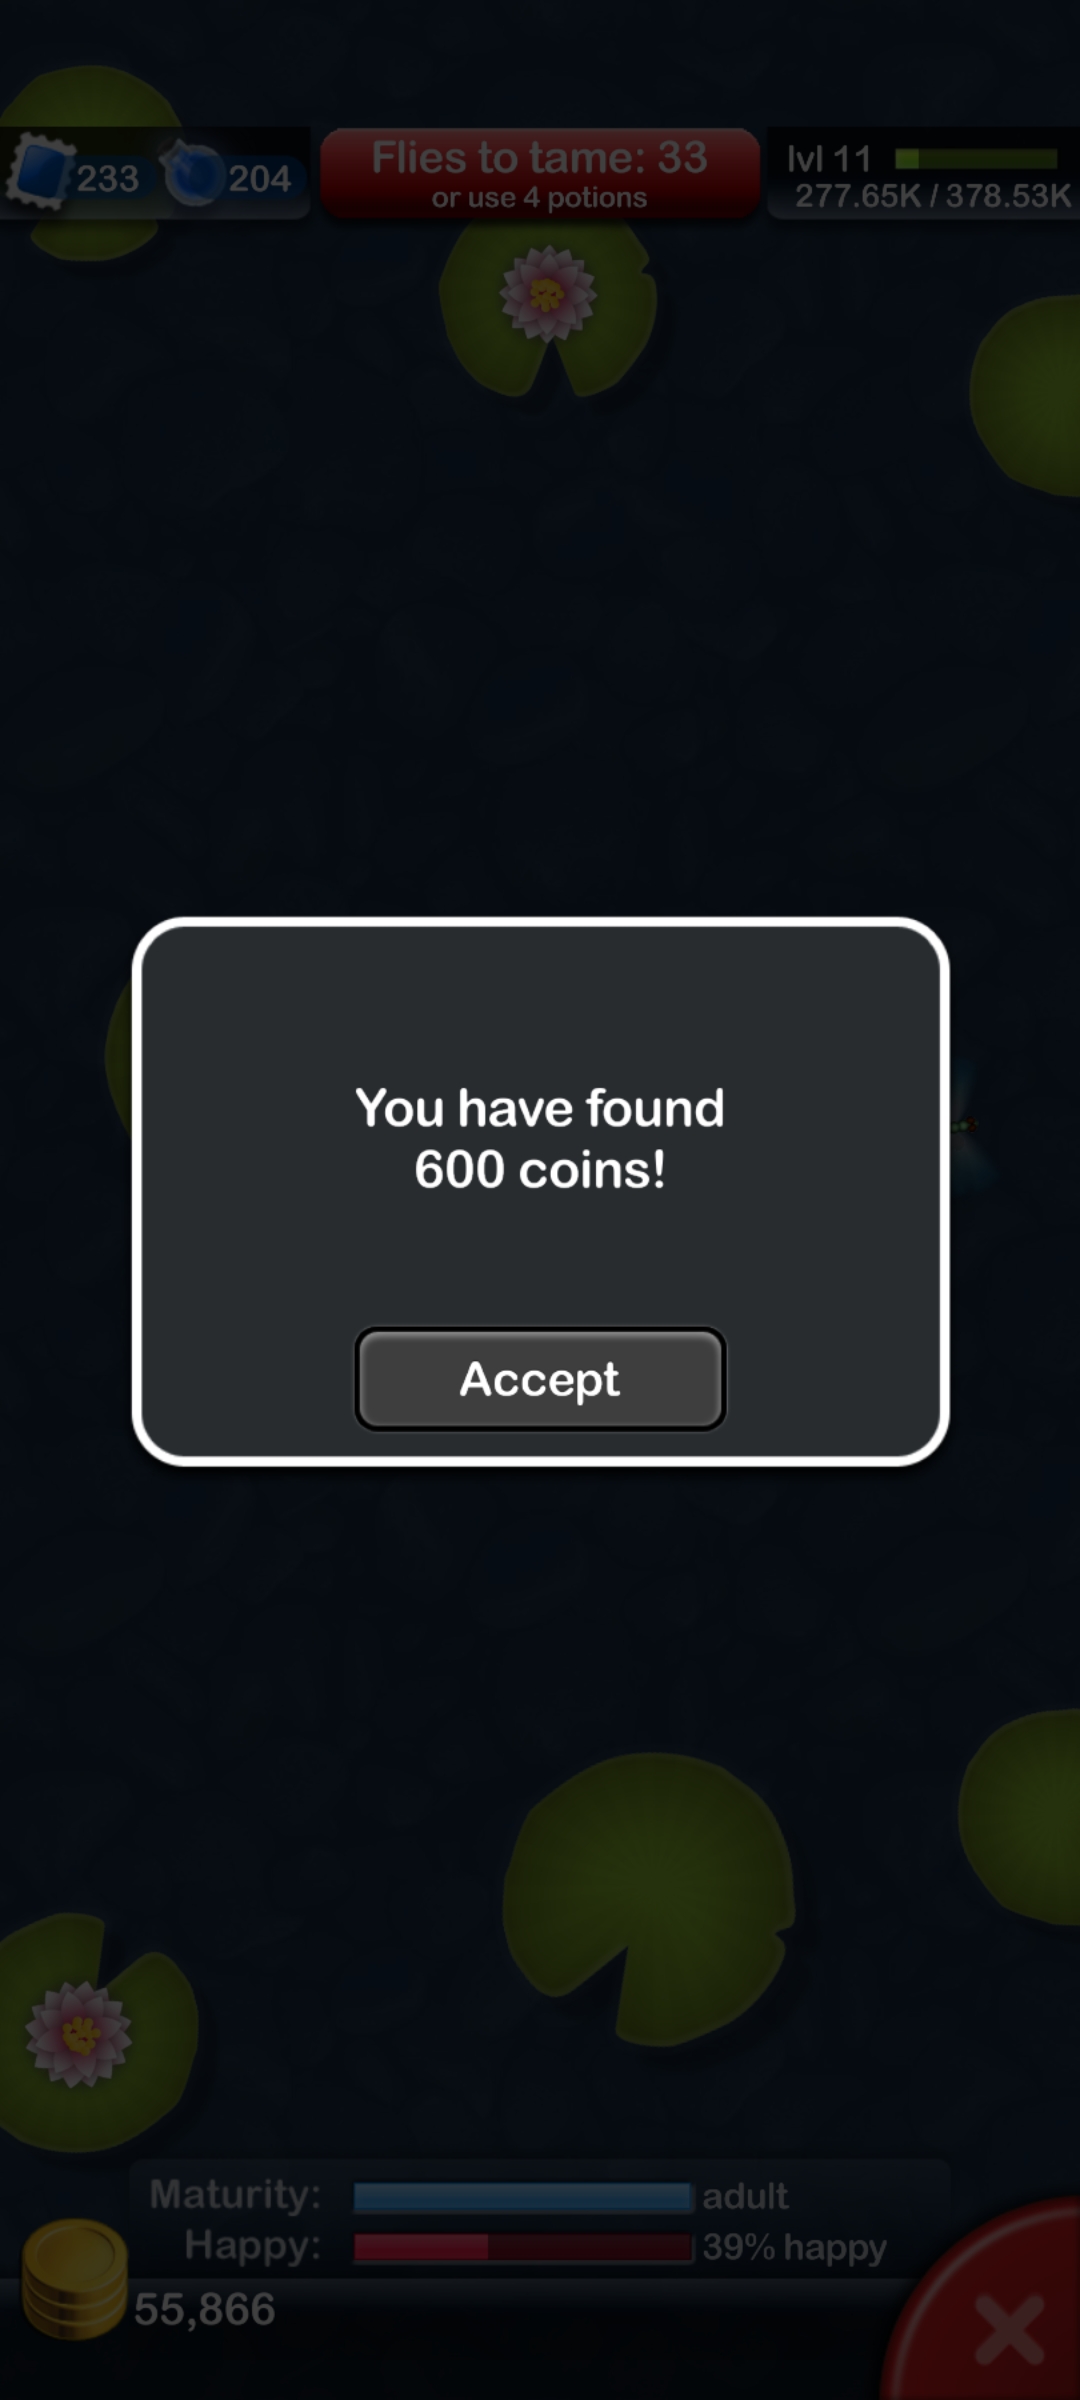 233
204
Flies to tame: 33
or use 4 potions
lvl 11
277.65K / 378.53K
You have found
600 coins!
Accept
Maturity:
adult
Happy:
39% happy
55,866